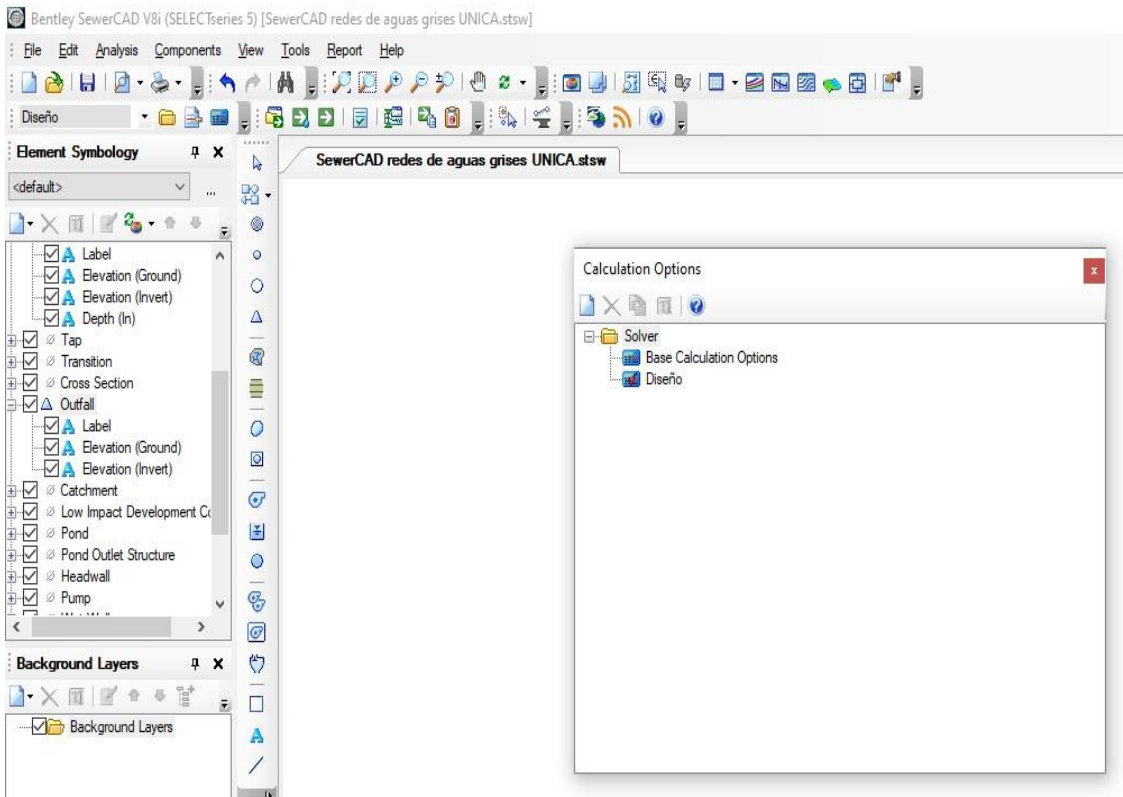 Bentley SewerCAD V8i (SELECTseries 5) [SewerCAD redes de aguas grises UNICA.stsw]
File Edit Analysis Components View Tools Report Help
Diseño
Element Symbology
SewerCAD redes de aguas grises UNICA.stsw
<default>
...
Label
Elevation (Ground)
Elevation (Invert)
Depth (In)
Tap
Transition
Cross Section
Outfall
Label
Elevation (Ground)
Elevation (Invert)
Catchment
Low Impact Development
Pond
Pond Outlet Structure
Headwall
Pump
Background Layers
Background Layers
Calculation Options
Solver
Base Calculation Options
Diseño